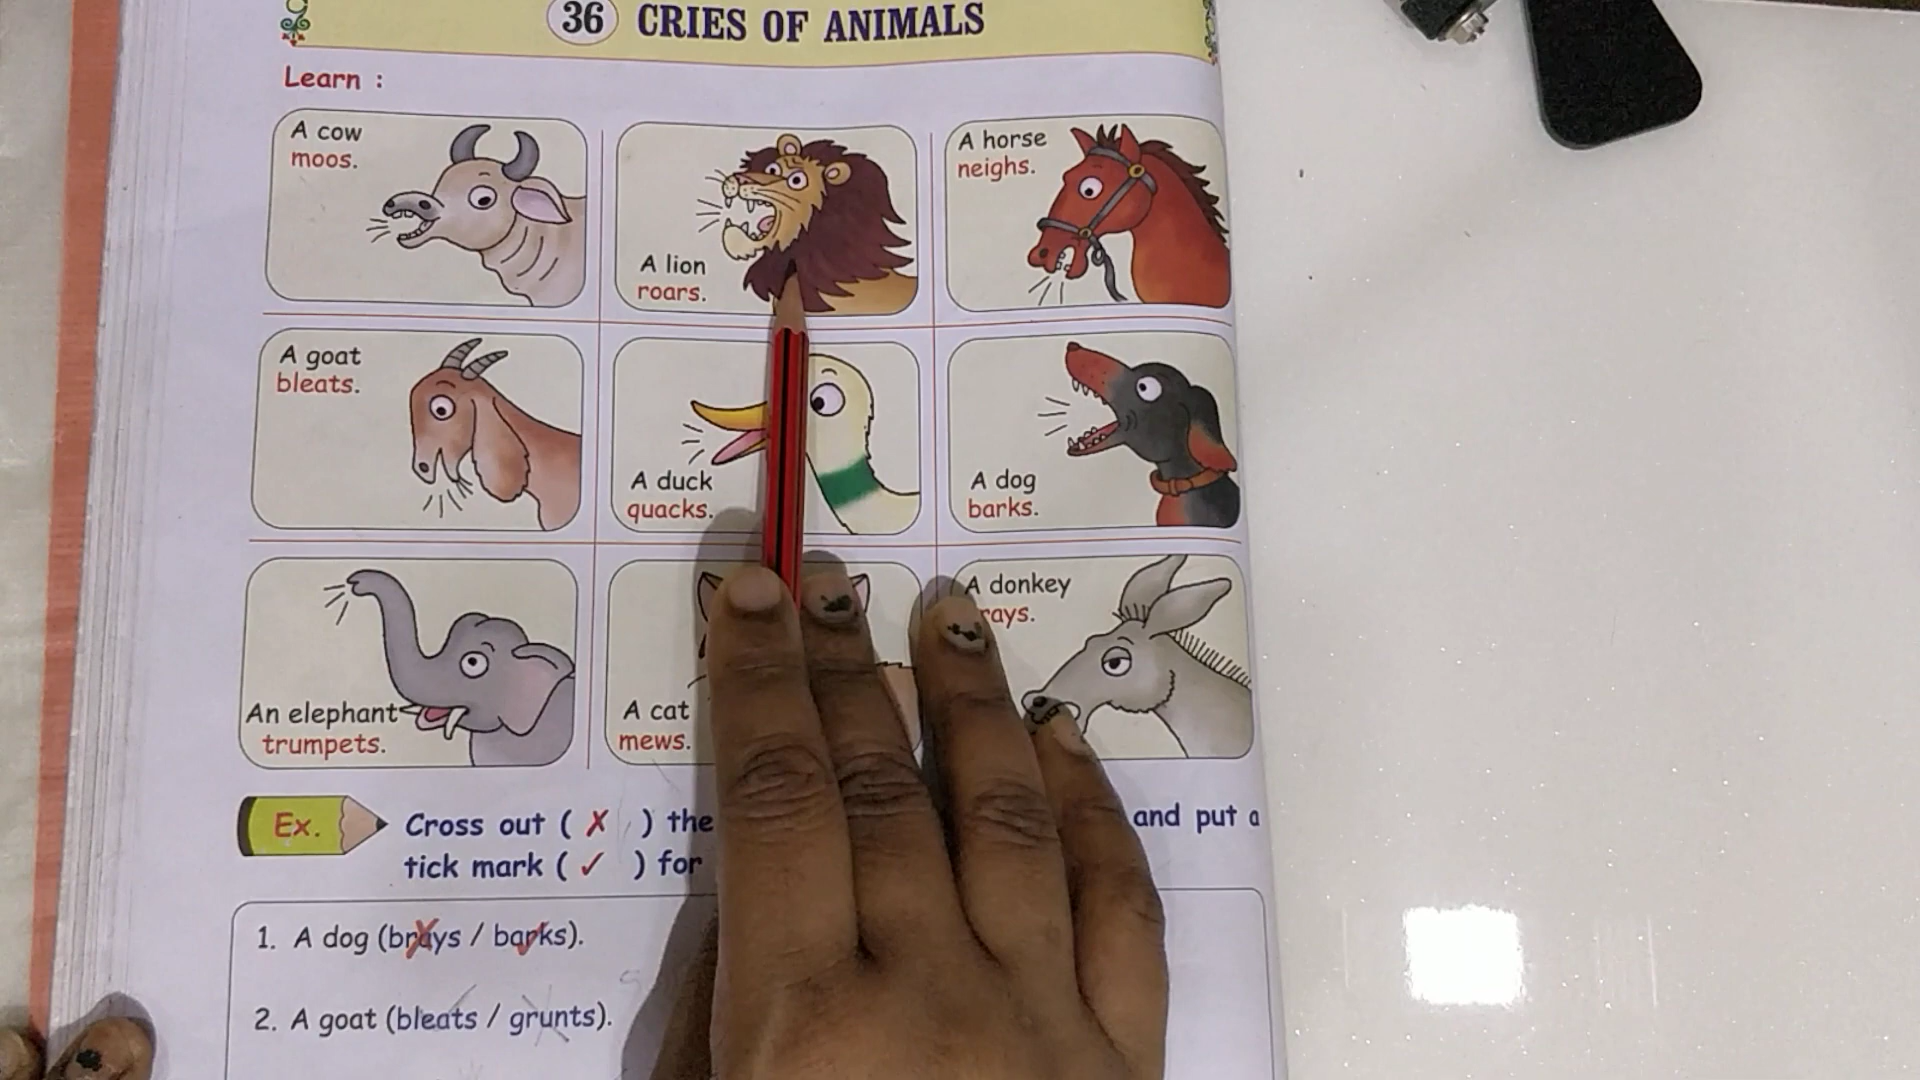 36 CRIES OF ANIMALS
Learn :
A cow
moos.
A lion
roars.
A horse
neighs.
A goat
bleats.
A duck
quacks.
A dog
barks.
An elephant
trumpets.
A cat
mews.
A donkey
rays.
Ex.
Cross out ( ✗ ) the and put a
tick mark ( ✓ ) for
1. A dog (brays / barks).
2. A goat (bleats / grunts).